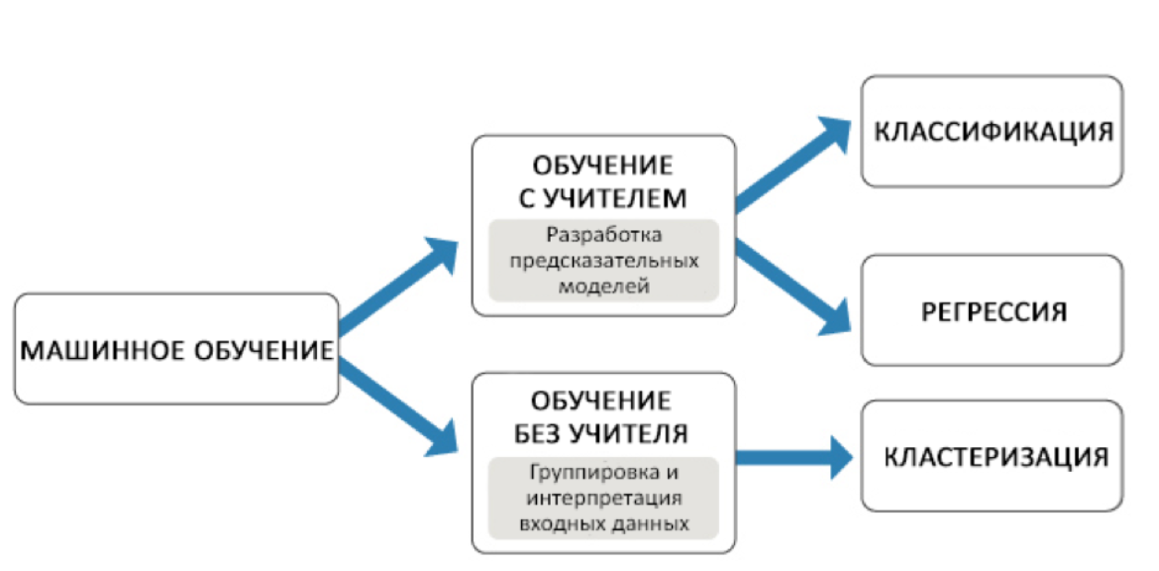 МАШИННОЕ ОБУЧЕНИЕ
ОБУЧЕНИЕ
С УЧИТЕЛЕМ
Разработка
предсказательных
моделей
КЛАССИФИКАЦИЯ
РЕГРЕССИЯ
ОБУЧЕНИЕ
БЕЗ УЧИТЕЛЯ
Группировка и
интерпретация
входных данных
КЛАСТЕРИЗАЦИЯ